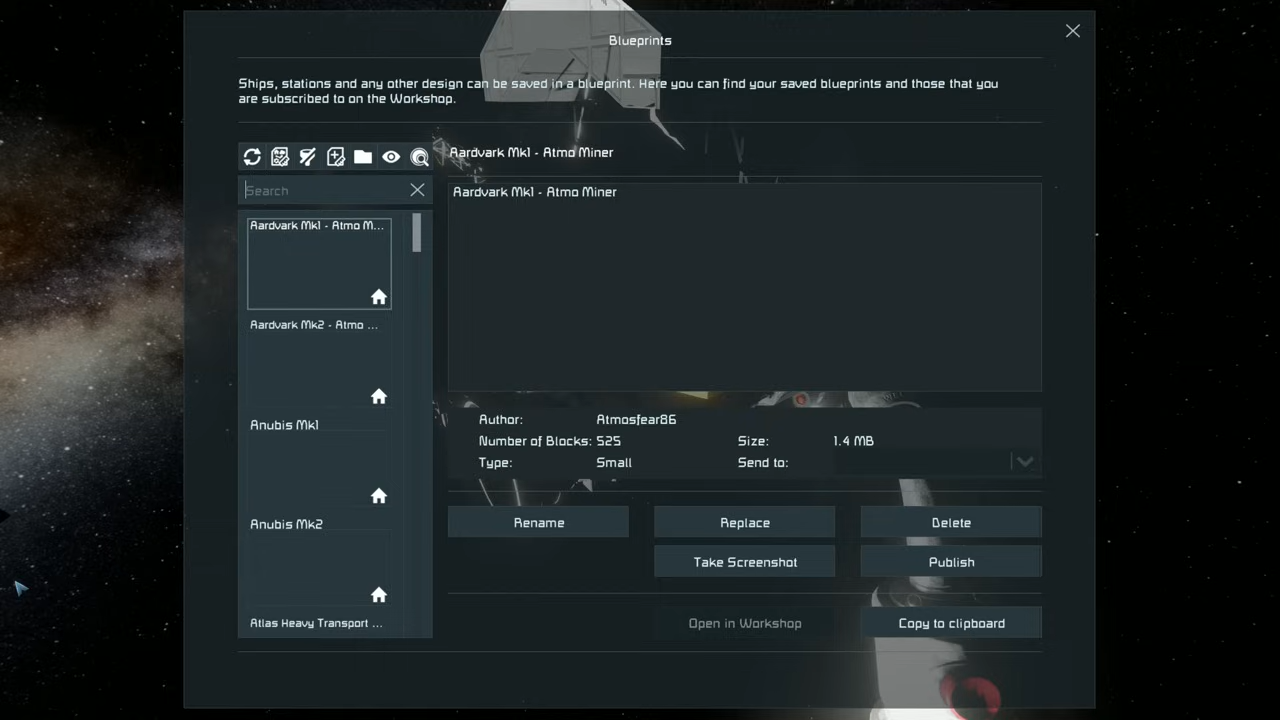 Blueprints
Ships, stations and any other design can be saved in a blueprint. Here you can find your saved blueprints and those that you
are subscribed to on the Workshop.
Search
Aardvark Mk1 - Atmo M...
Aardvark Mk2 - Atmo ...
Anubis Mk1
Anubis Mk2
Atlas Heavy Transport ...
Aardvark Mk1 - Atmo Miner
Aardvark Mk1 - Atmo Miner
Author: Atmosfear86
Number of Blocks: 525 Size: 1.4 MB
Type: Small Send to:
Rename Replace Delete
Take Screenshot Publish
Open in Workshop Copy to clipboard